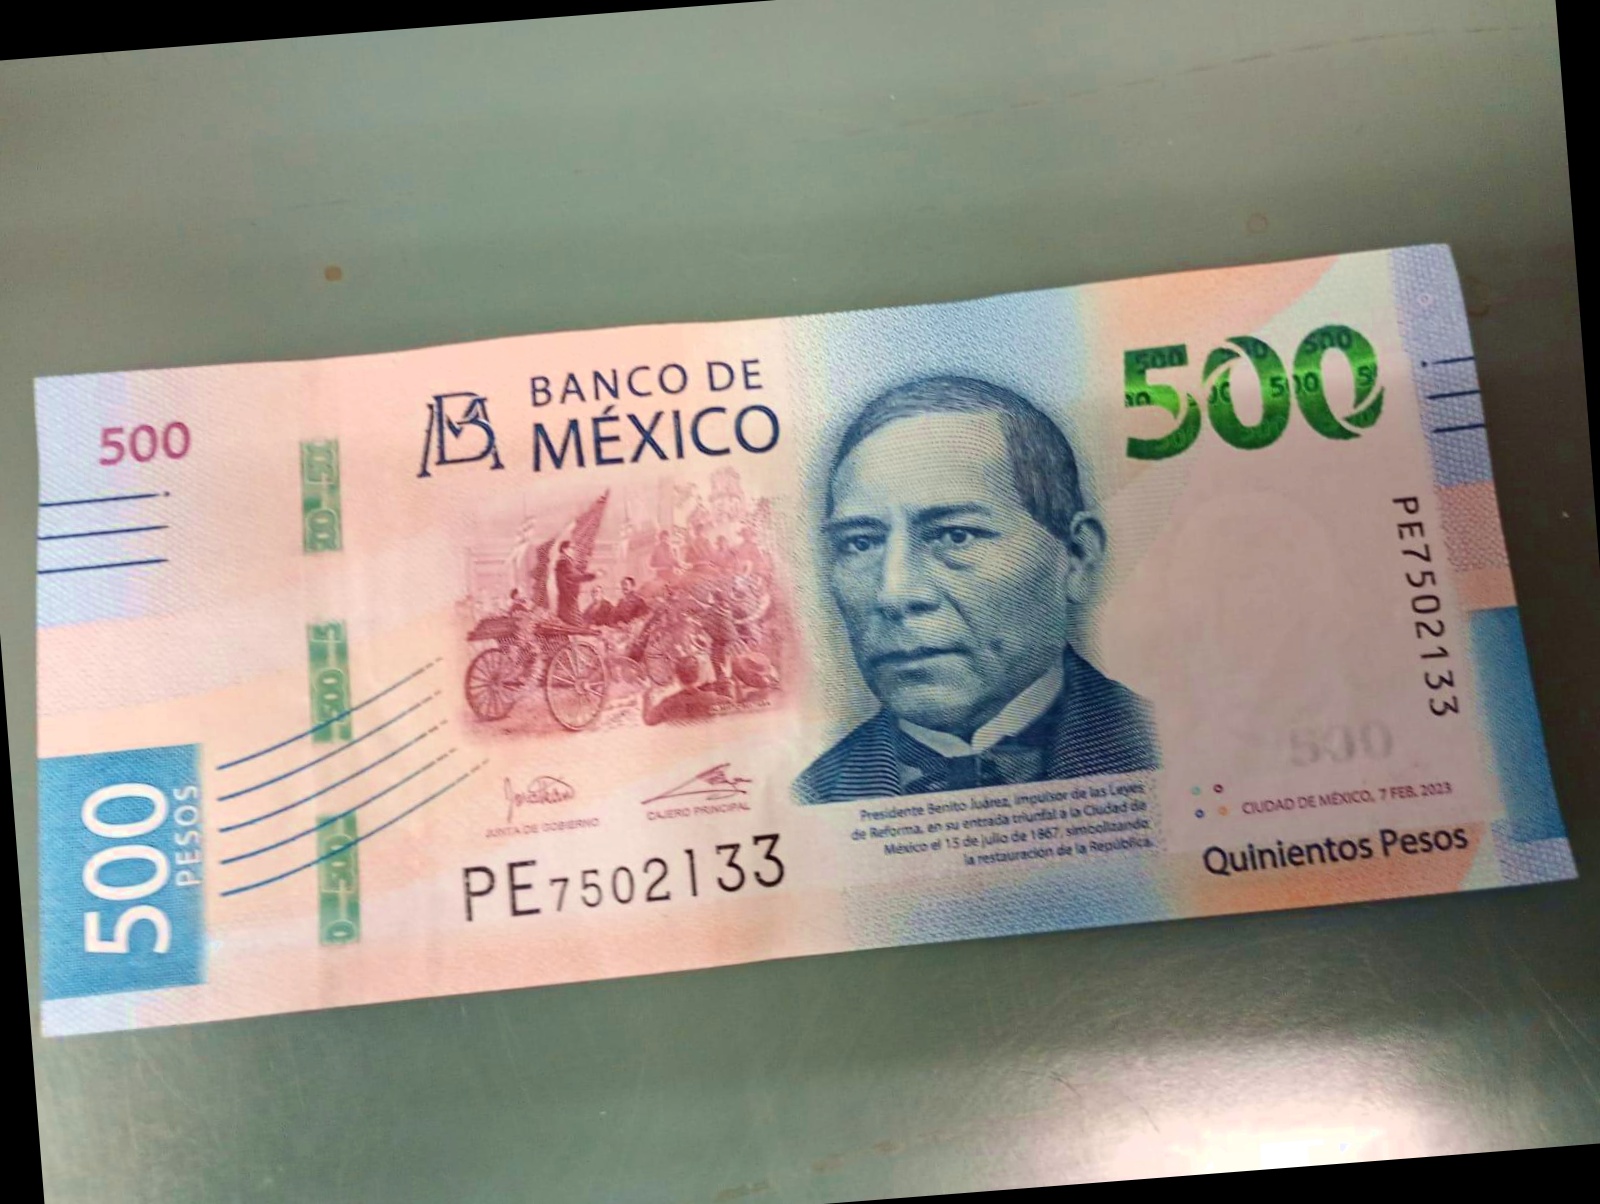 500
BANCO DE
MÉXICO
500
PE7502133
500
PESOS
JUNTA DE GOBIERNO
CAJERO PRINCIPAL
PE7502133
Presidente Benito Juárez, impulsor de las Leyes
de Reforma, en su entrada triunfal a la Ciudad de
México el 15 de julio de 1867, simbolizando
la restauración de la República.
500
CIUDAD DE MÉXICO, 7 FEB. 2023
Quinientos Pesos